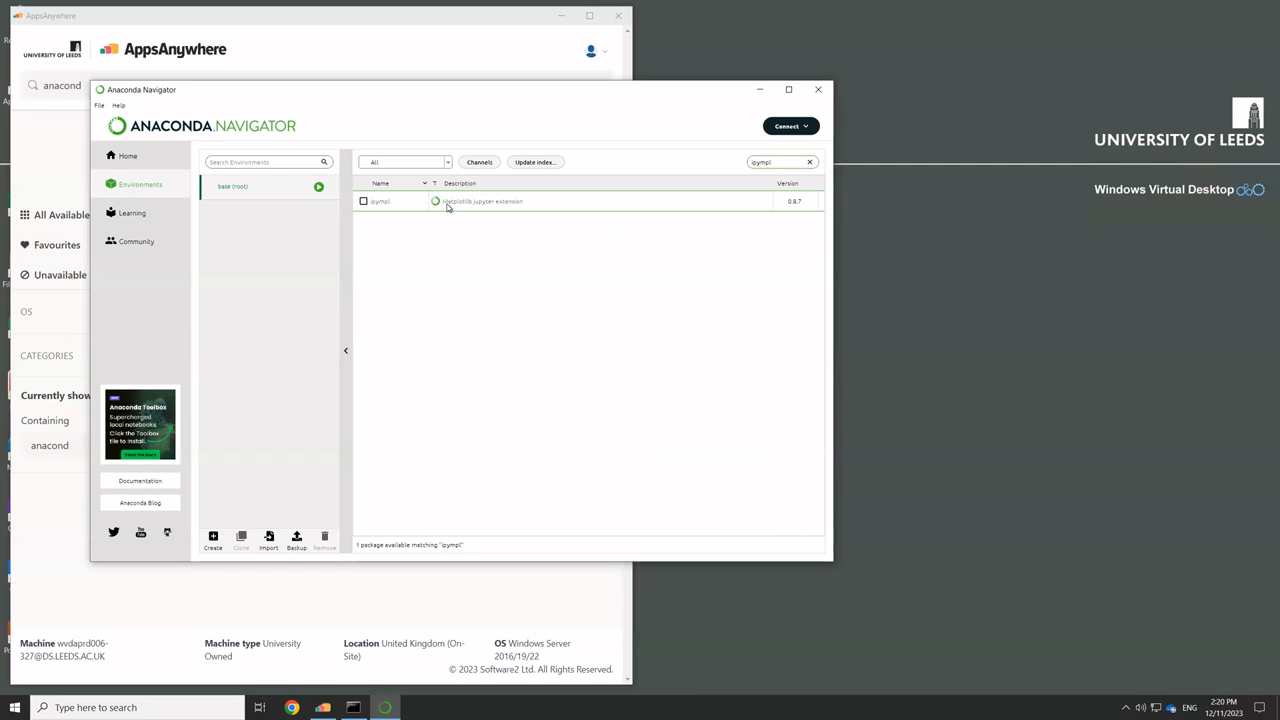 AppsAnywhere
UNIVERSITY OF LEEDS
AppsAnywhere
anacond
Anaconda Navigator
File
Help
ANACONDA.NAVIGATOR
Connect
Home
Environments
Learning
Community
Search Environments
base (root)
All
Channels
Update index...
ipympl
Name
T
Description
Version
ipympl
Matplotlib jupyter extension
0.8.7
All Available
Favourites
Unavailable
OS
CATEGORIES
Currently show
Containing
anacond
Anaconda Toolbox
Supercharged
local notebooks.
Click the Toolbox
tile to install.
Read the Docs
Documentation
Anaconda Blog
Create
Clone
Import
Backup
Remove
1 package available matching "ipympl"
Machine wvdaprd006-
327@DS.LEEDS.AC.UK
Machine type University
Owned
Location United Kingdom (On-
Site)
OS Windows Server
2016/19/22
© 2023 Software2 Ltd. All Rights Reserved.
UNIVERSITY OF LEEDS
Windows Virtual Desktop
Type here to search
ENG
2:20 PM
12/11/2023